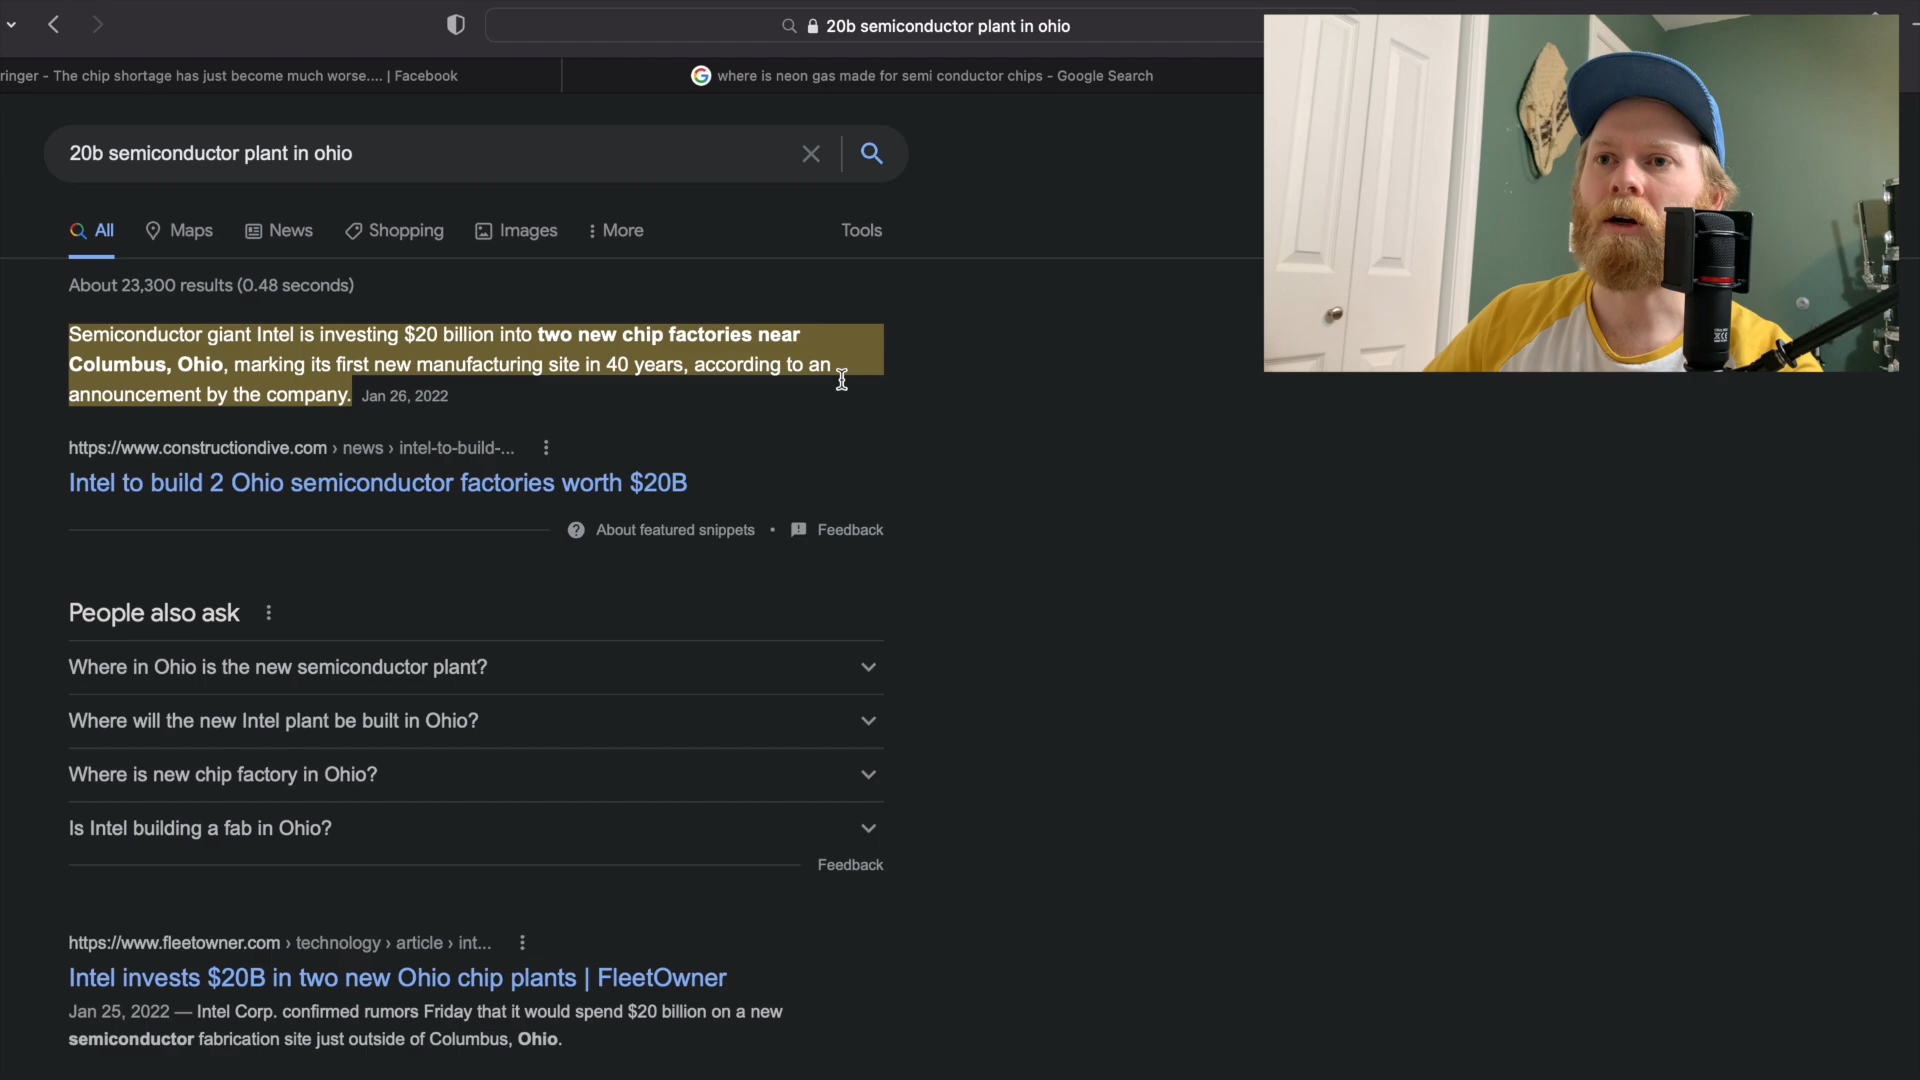 20b semiconductor plant in ohio
ringer - The chip shortage has just become much worse.... | Facebook
where is neon gas made for semi conductor chips - Google Search
20b semiconductor plant in ohio
All
Maps
News
Shopping
Images
More
Tools
About 23,300 results (0.48 seconds)
Semiconductor giant Intel is investing $20 billion into two new chip factories near
Columbus, Ohio, marking its first new manufacturing site in 40 years, according to an
announcement by the company. Jan 26, 2022
https://www.constructiondive.com › news › intel-to-build-...
Intel to build 2 Ohio semiconductor factories worth $20B
About featured snippets • Feedback
People also ask
Where in Ohio is the new semiconductor plant?
Where will the new Intel plant be built in Ohio?
Where is new chip factory in Ohio?
Is Intel building a fab in Ohio?
Feedback
https://www.fleetowner.com › technology › article › int...
Intel invests $20B in two new Ohio chip plants | FleetOwner
Jan 25, 2022 — Intel Corp. confirmed rumors Friday that it would spend $20 billion on a new
semiconductor fabrication site just outside of Columbus, Ohio.